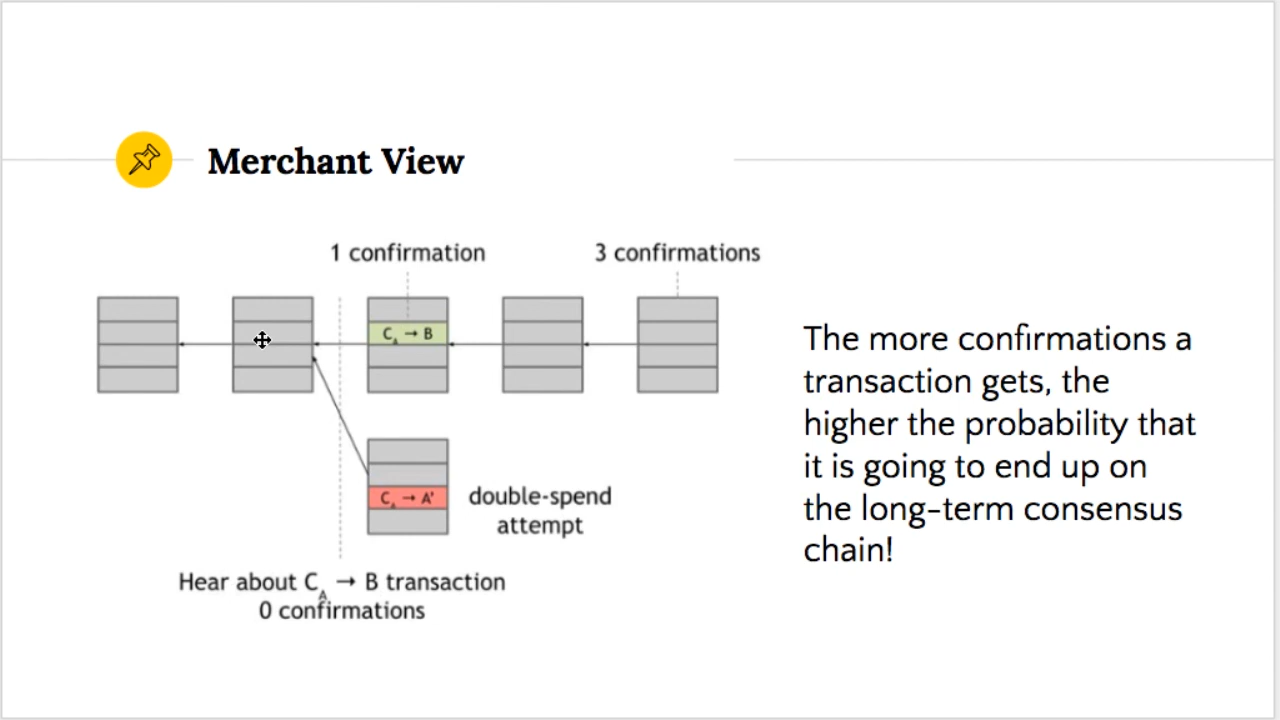 Merchant View
1 confirmation
3 confirmations
C_A → B
C_A → A'
double-spend
attempt
Hear about C_A → B transaction
0 confirmations
The more confirmations a
transaction gets, the
higher the probability that
it is going to end up on
the long-term consensus
chain!